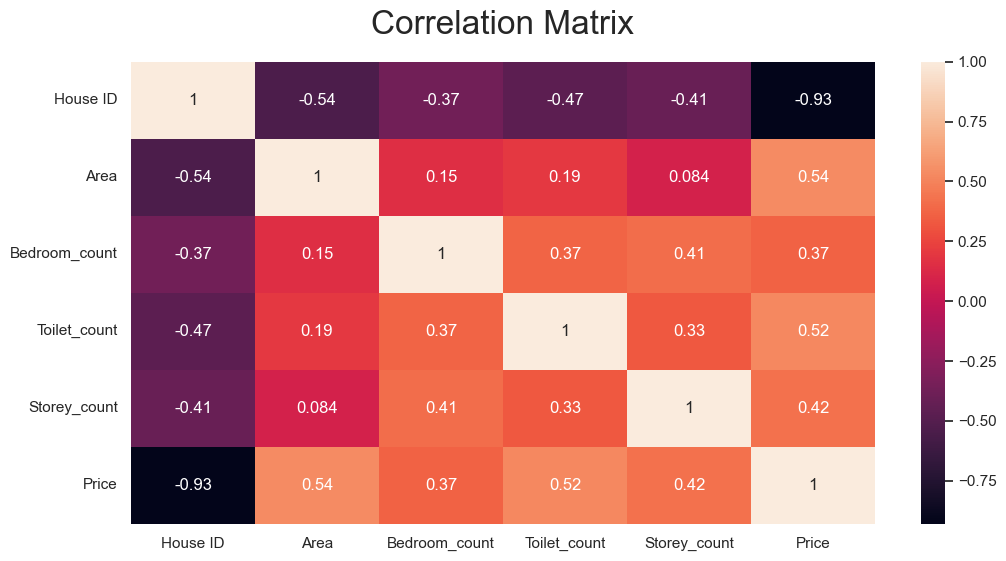 Correlation Matrix
House ID 1 -0.54 -0.37 -0.47 -0.41 -0.93
Area -0.54 1 0.15 0.19 0.084 0.54
Bedroom_count -0.37 0.15 1 0.37 0.41 0.37
Toilet_count -0.47 0.19 0.37 1 0.33 0.52
Storey_count -0.41 0.084 0.41 0.33 1 0.42
Price -0.93 0.54 0.37 0.52 0.42 1
House ID Area Bedroom_count Toilet_count Storey_count Price
1.00
0.75
0.50
0.25
0.00
−0.25
−0.50
−0.75